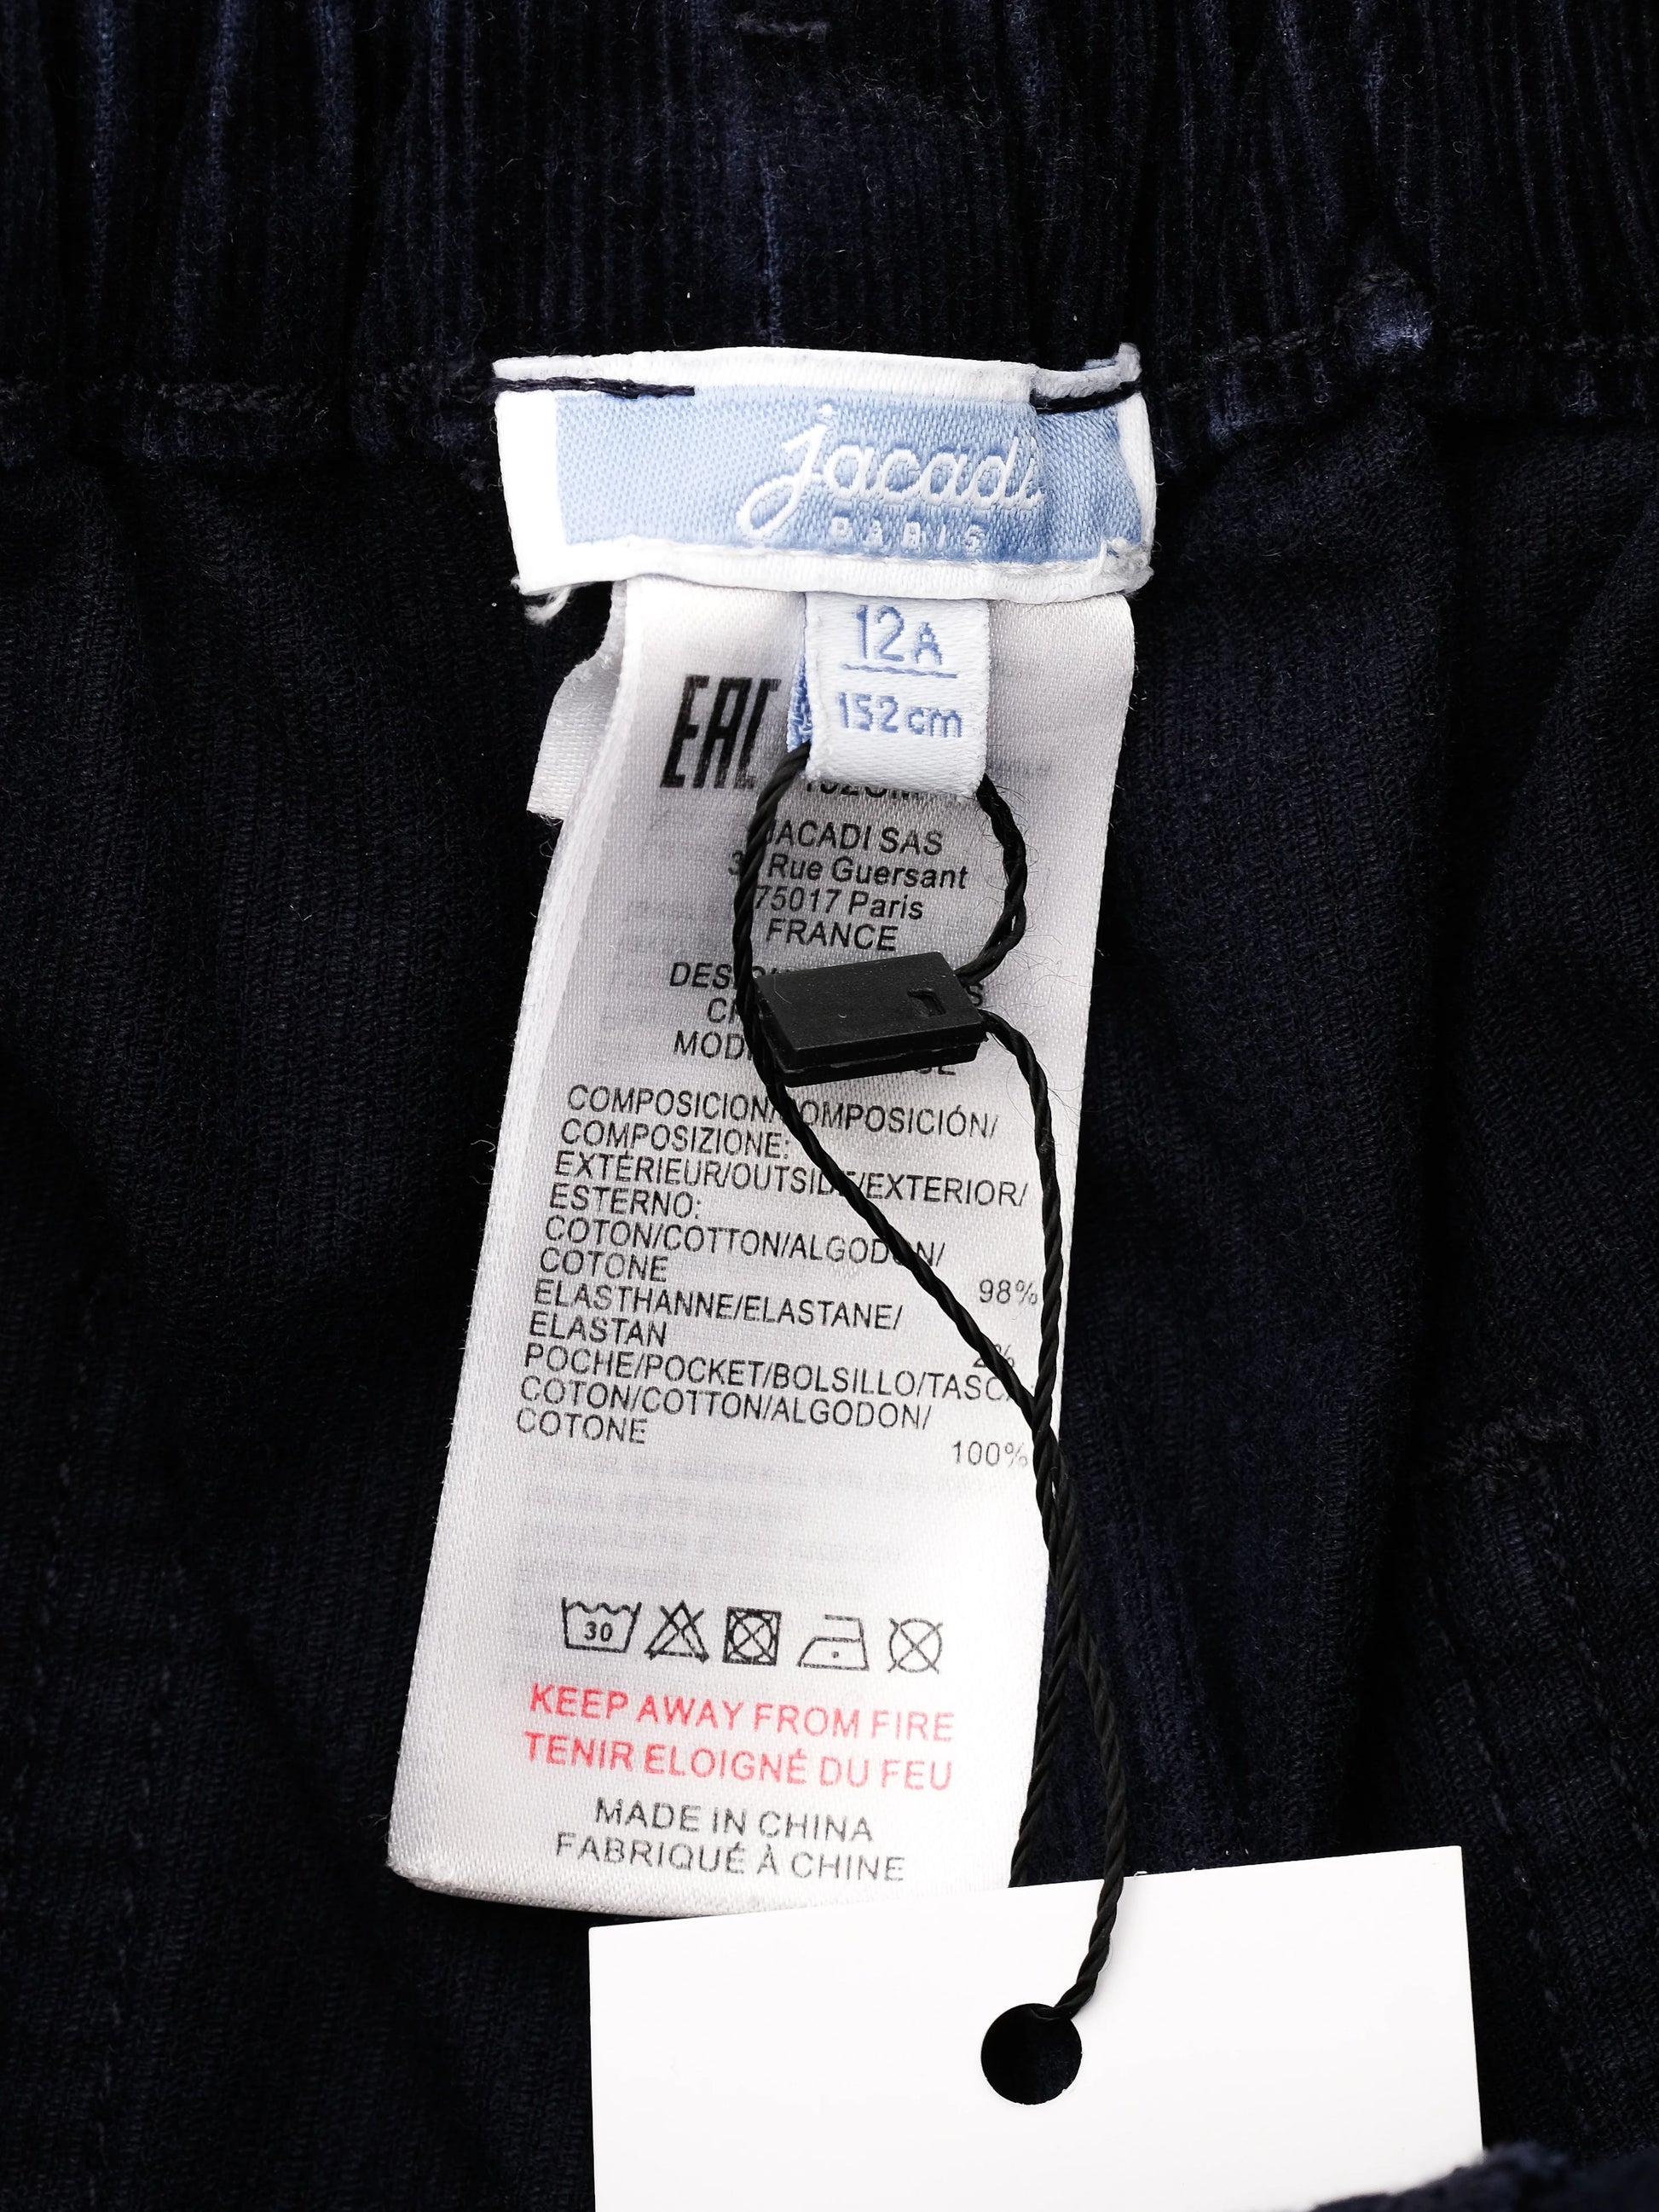 jacadi
PARIS
12A
152cm
EAC
JACADI SAS
Rue Guersant
75017 Paris
FRANCE
COMPOSICION/COMPOSICIÓN/
COMPOSIZIONE:
EXTÉRIEUR/OUTSIDE/EXTERIOR/
ESTERNO:
COTON/COTTON/ALGODON/
COTONE 98%
ELASTHANNE/ELASTANE/
ELASTAN 2%
POCHE/POCKET/BOLSILLO/TASCA
COTON/COTTON/ALGODON/
COTONE 100%
30
KEEP AWAY FROM FIRE
TENIR ELOIGNÉ DU FEU
MADE IN CHINA
FABRIQUÉ À CHINE